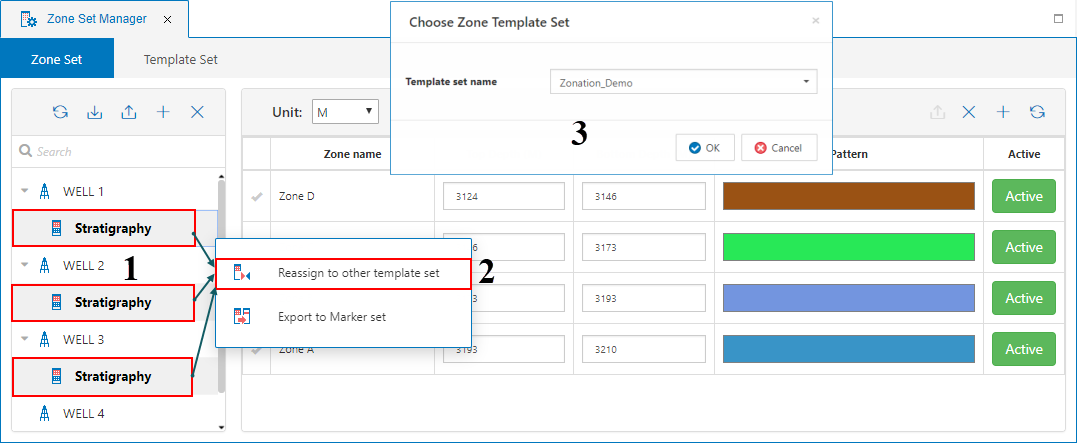 Zone Set Manager ×
Choose Zone Template Set ×
Zone Set
Template Set
Template set name
Zonation_Demo
Unit:
M
3
OK
Cancel
Search
Zone name
Pattern
Active
WELL 1
Zone D
3124
3146
Active
Stratigraphy
WELL 2
1
3173
Active
Reassign to other template set
2
Stratigraphy
3
3193
Active
Export to Marker set
WELL 3
Zone A
3193
3210
Active
Stratigraphy
WELL 4